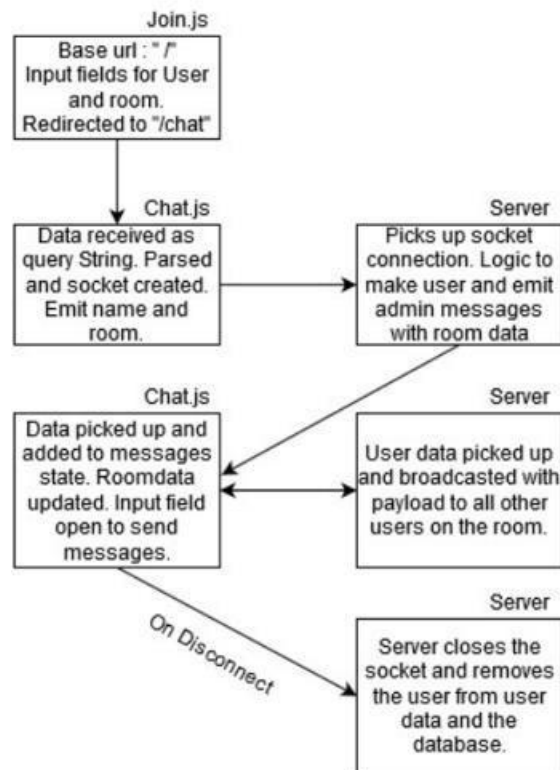 Join.js
Base url : " /"
Input fields for User
and room.
Redirected to "/chat"
Chat.js
Data received as
query String. Parsed
and socket created.
Emit name and
room.
Server
Picks up socket
connection. Logic to
make user and emit
admin messages
with room data
Chat.js
Data picked up and
added to messages
state. Roomdata
updated. Input field
open to send
messages.
Server
User data picked up
and broadcasted with
payload to all other
users on the room.
On Disconnect
Server
Server closes the
socket and removes
the user from user
data and the
database.